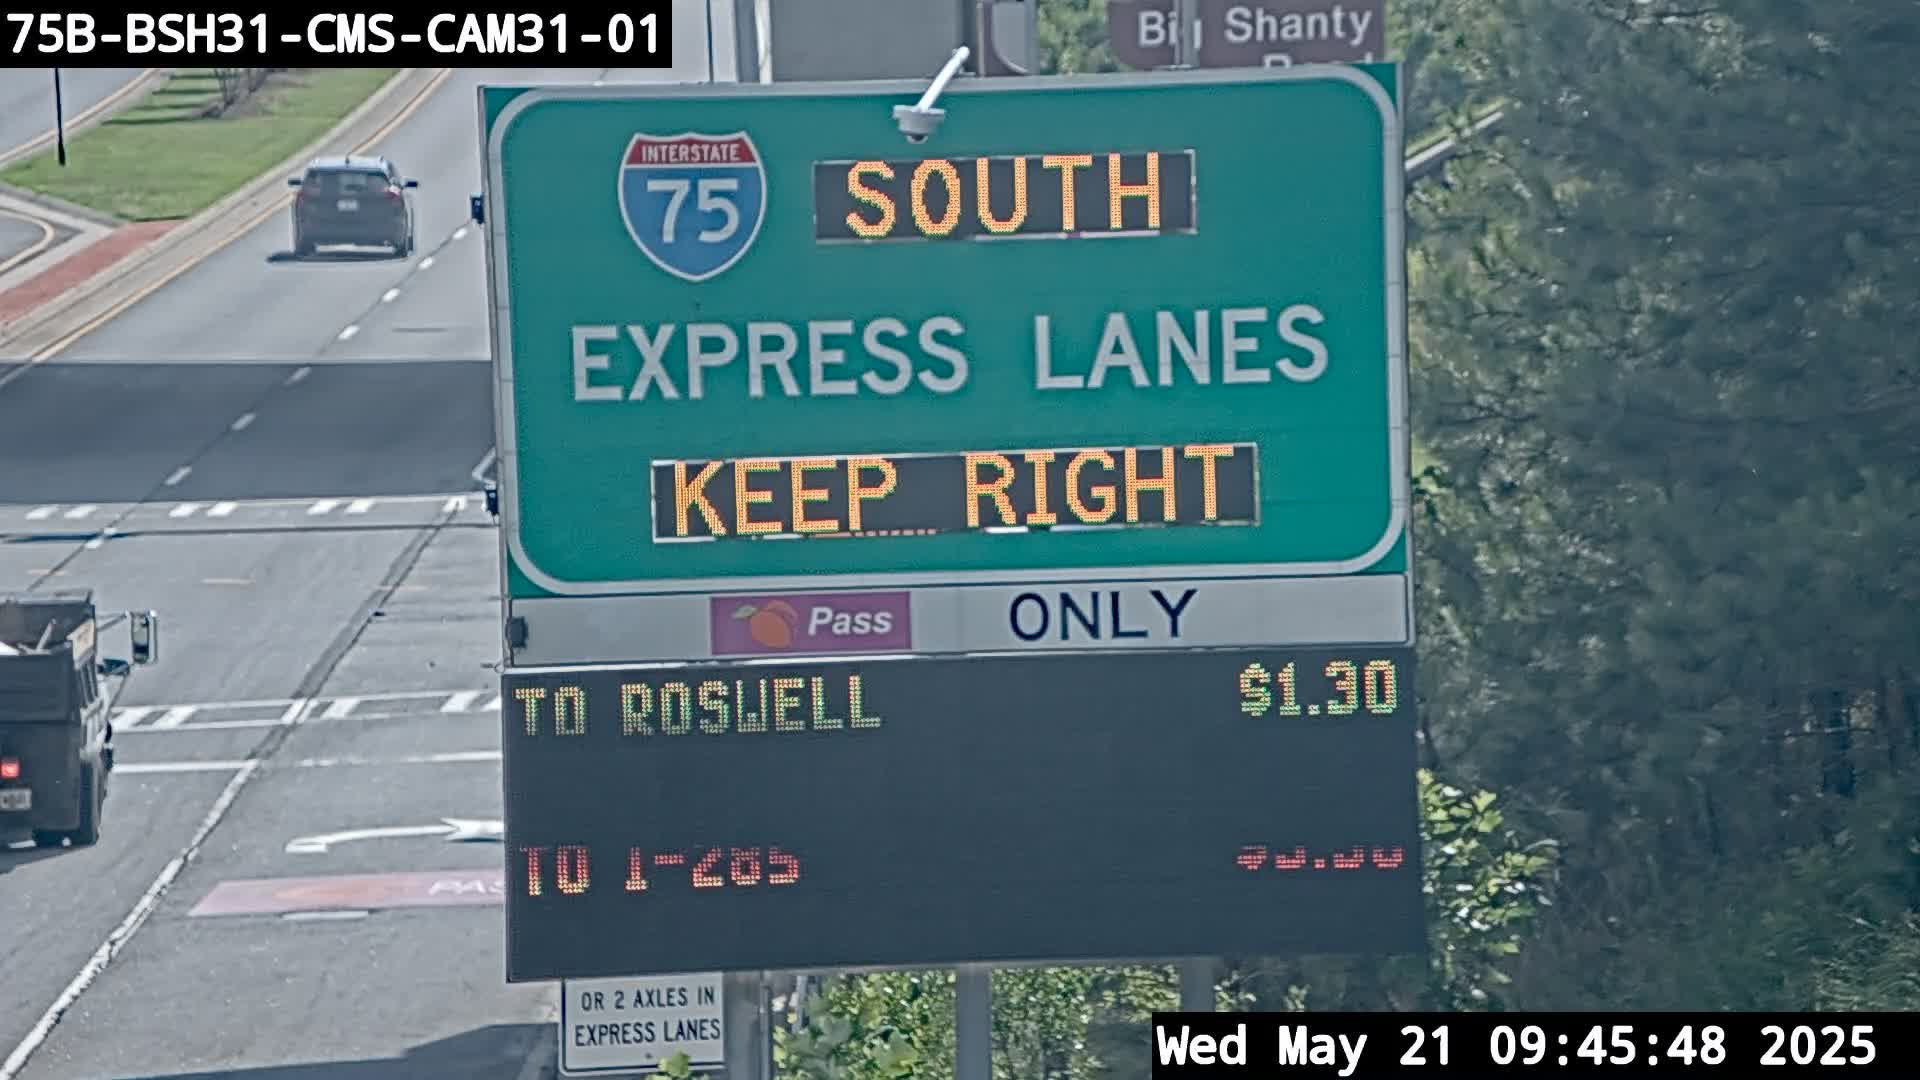 75B-BSH31-CMS-CAM31-01
Big Shanty
Road
INTERSTATE
75
SOUTH
EXPRESS LANES
KEEP RIGHT
Pass ONLY
TO ROSWELL $1.30
TO I-285
OR 2 AXLES IN
EXPRESS LANES
Wed May 21 09:45:48 2025